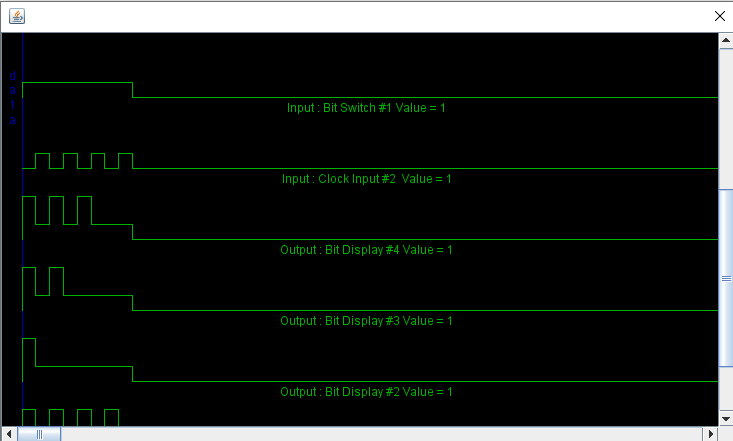 data
Input : Bit Switch #1 Value = 1
Input : Clock Input #2 Value = 1
Output : Bit Display #4 Value = 1
Output : Bit Display #3 Value = 1
Output : Bit Display #2 Value = 1